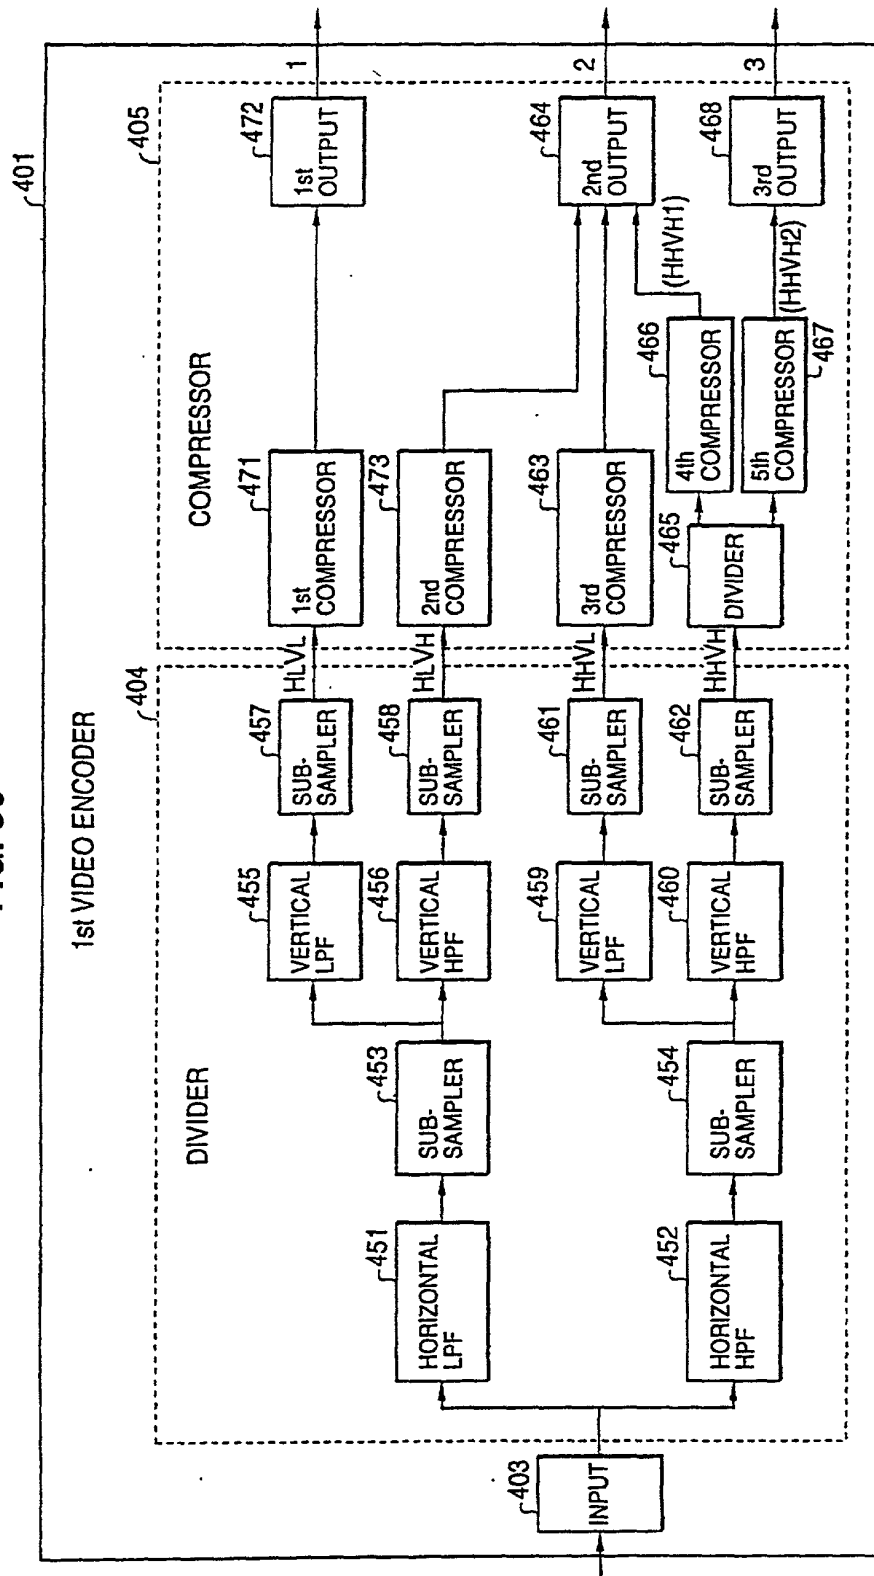 1st VIDEO ENCODER
401
403
INPUT
404
DIVIDER
451
HORIZONTAL
LPF
452
HORIZONTAL
HPF
453
SUB-
SAMPLER
454
SUB-
SAMPLER
455
VERTICAL
LPF
456
VERTICAL
HPF
459
VERTICAL
LPF
460
VERTICAL
HPF
457
SUB-
SAMPLER
458
SUB-
SAMPLER
461
SUB-
SAMPLER
462
SUB-
SAMPLER
HLVL
HLVH
HHVL
HHVH
405
COMPRESSOR
471
1st
COMPRESSOR
473
2nd
COMPRESSOR
463
3rd
COMPRESSOR
465
DIVIDER
466
4th
COMPRESSOR
5th
COMPRESSOR
467
(HHVH1)
(HHVH2)
472
1st
OUTPUT
464
2nd
OUTPUT
468
3rd
OUTPUT
1
2
3